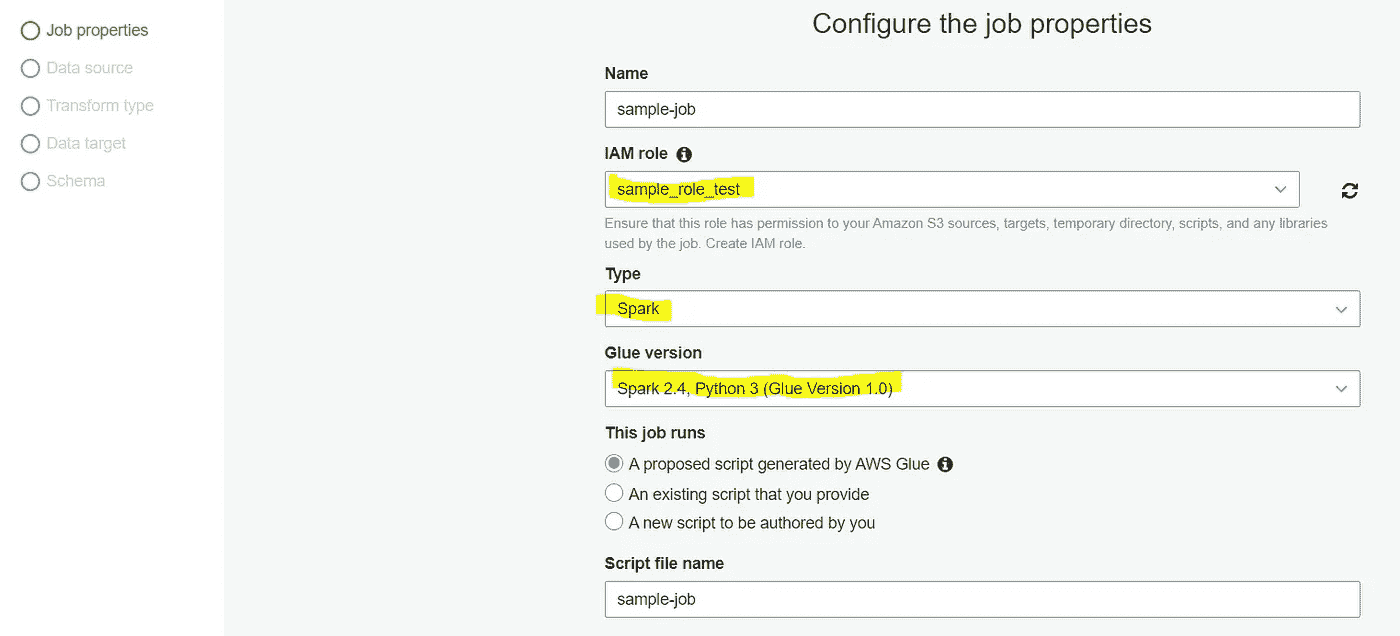 Job properties
Data source
Transform type
Data target
Schema
Configure the job properties
Name
sample-job
IAM role
sample_role_test
Ensure that this role has permission to your Amazon S3 sources, targets, temporary directory, scripts, and any libraries
used by the job. Create IAM role.
Type
Spark
Glue version
Spark 2.4, Python 3 (Glue Version 1.0)
This job runs
A proposed script generated by AWS Glue
An existing script that you provide
A new script to be authored by you
Script file name
sample-job